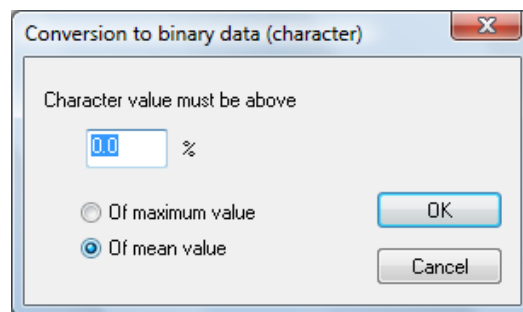 Conversion to binary data (character)
Character value must be above
0.0 %
Of maximum value
OK
Of mean value
Cancel